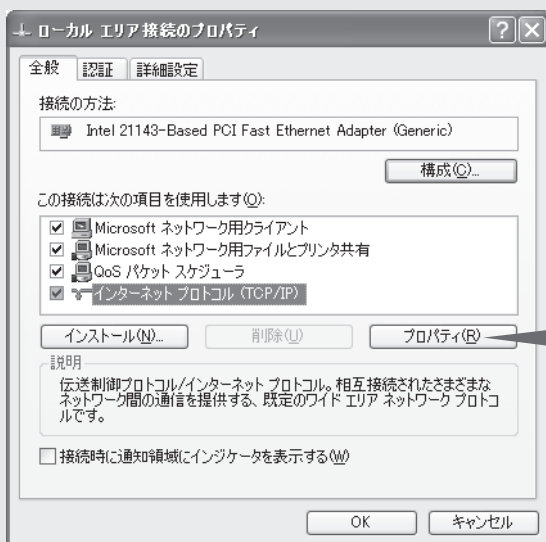 ローカル エリア接続のプロパティ
全般 認証 詳細設定
接続の方法:
Intel 21143-Based PCI Fast Ethernet Adapter (Generic)
構成(C)...
この接続は次の項目を使用します(O):
Microsoft ネットワーク用クライアント
Microsoft ネットワーク用ファイルとプリンタ共有
QoS パケット スケジューラ
インターネット プロトコル (TCP/IP)
インストール(N)... 削除(U) プロパティ(R)
説明
伝送制御プロトコル/インターネット プロトコル。相互接続されたさまざまな
ネットワーク間の通信を提供する、既定のワイド エリア ネットワーク プロトコ
ルです。
接続時に通知領域にインジケータを表示する(W)
OK キャンセル